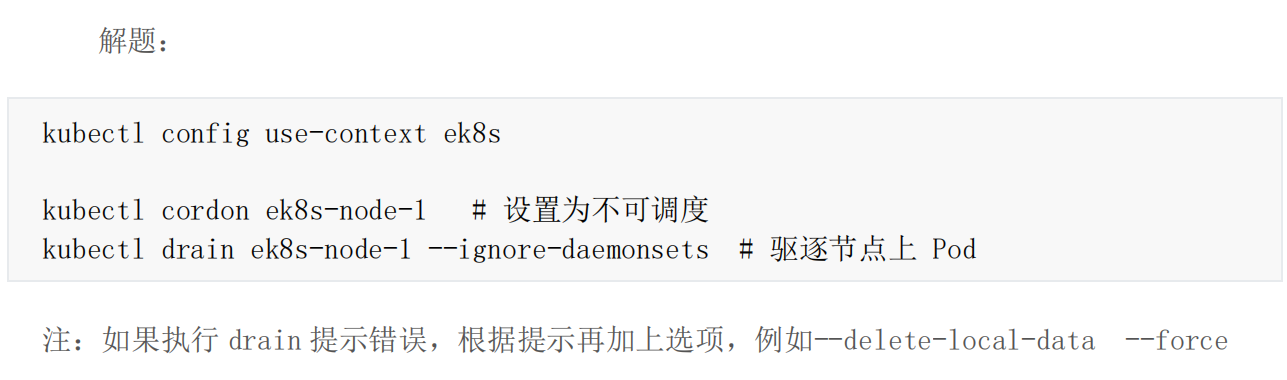 解题：
kubectl config use-context ek8s
kubectl cordon ek8s-node-1   # 设置为不可调度
kubectl drain ek8s-node-1 --ignore-daemonsets  # 驱逐节点上 Pod
注：如果执行 drain 提示错误，根据提示再加上选项，例如--delete-local-data  --force